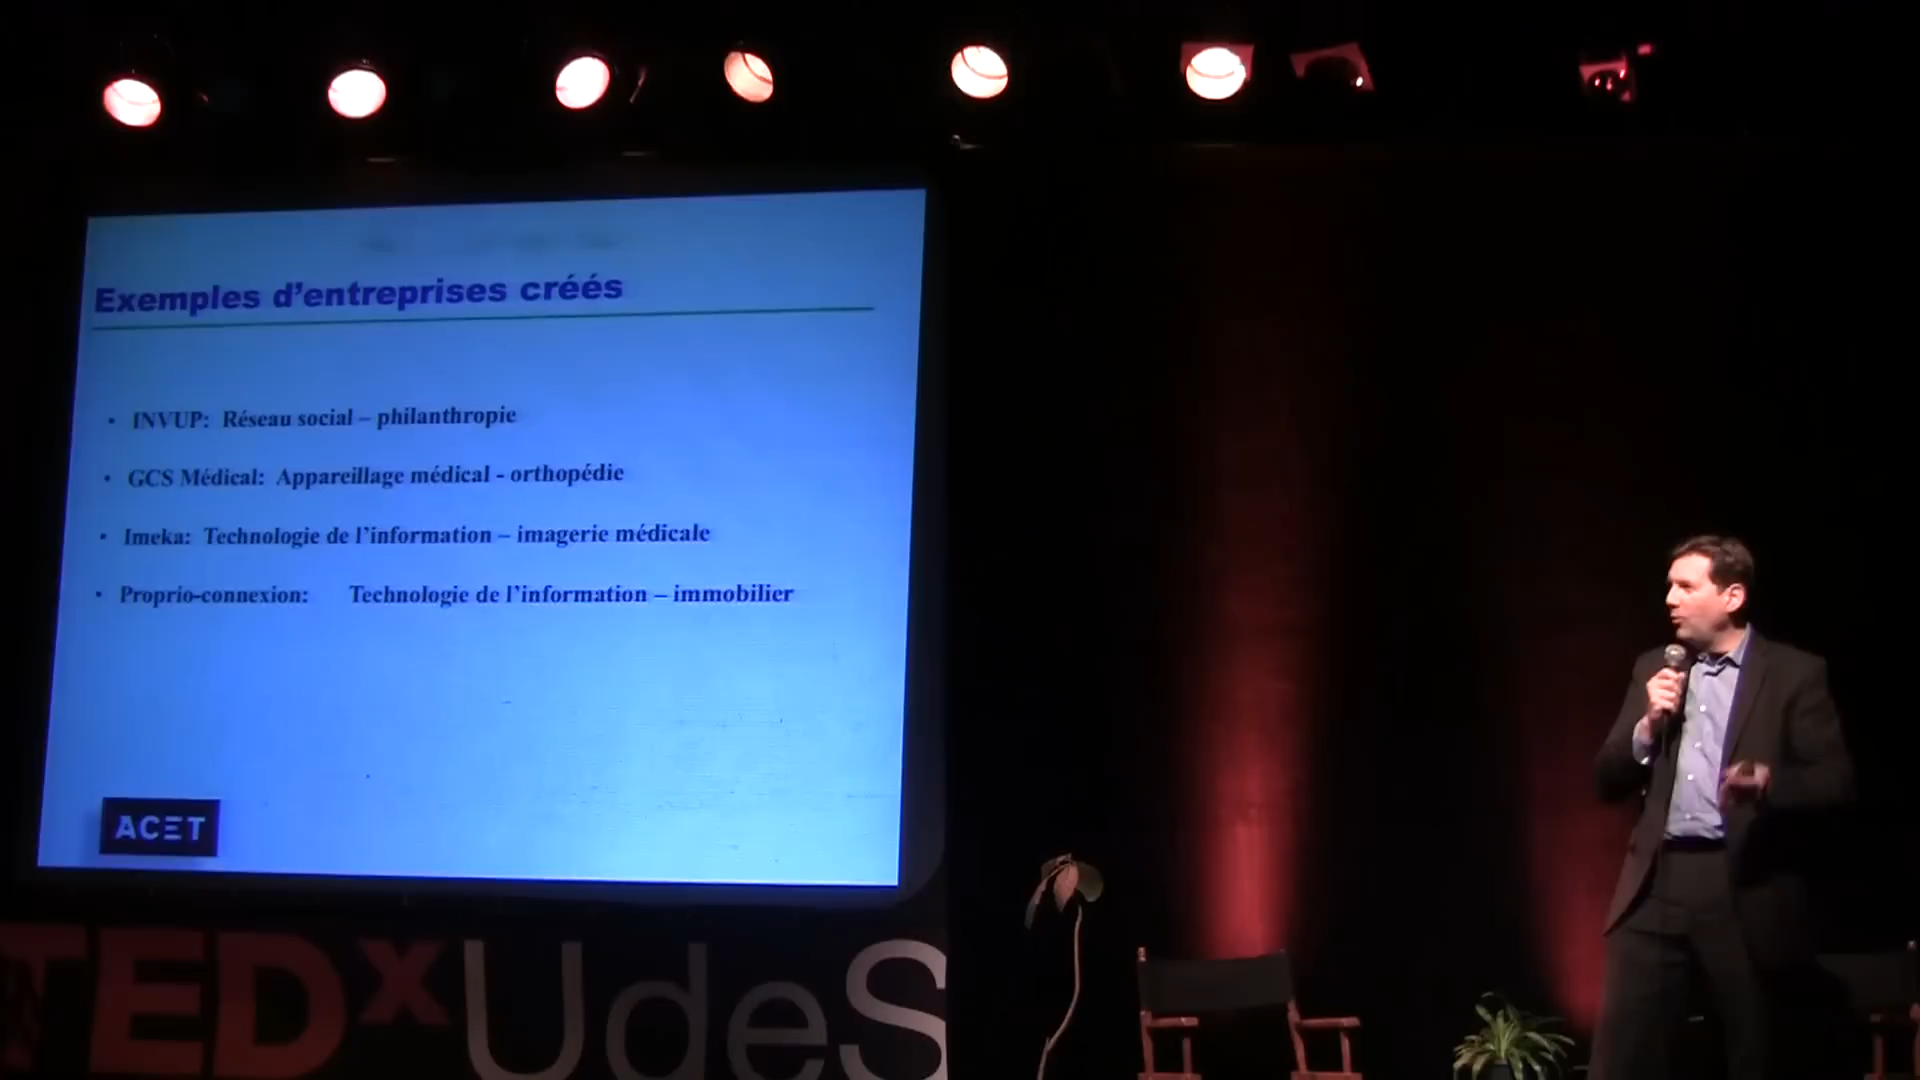 Exemples d'entreprises créés
• INVUP: Réseau social – philanthropie
• GCS Médical: Appareillage médical - orthopédie
• Imeka: Technologie de l'information – imagerie médicale
• Proprio-connexion: Technologie de l'information – immobilier
ACET
TEDxUdeS